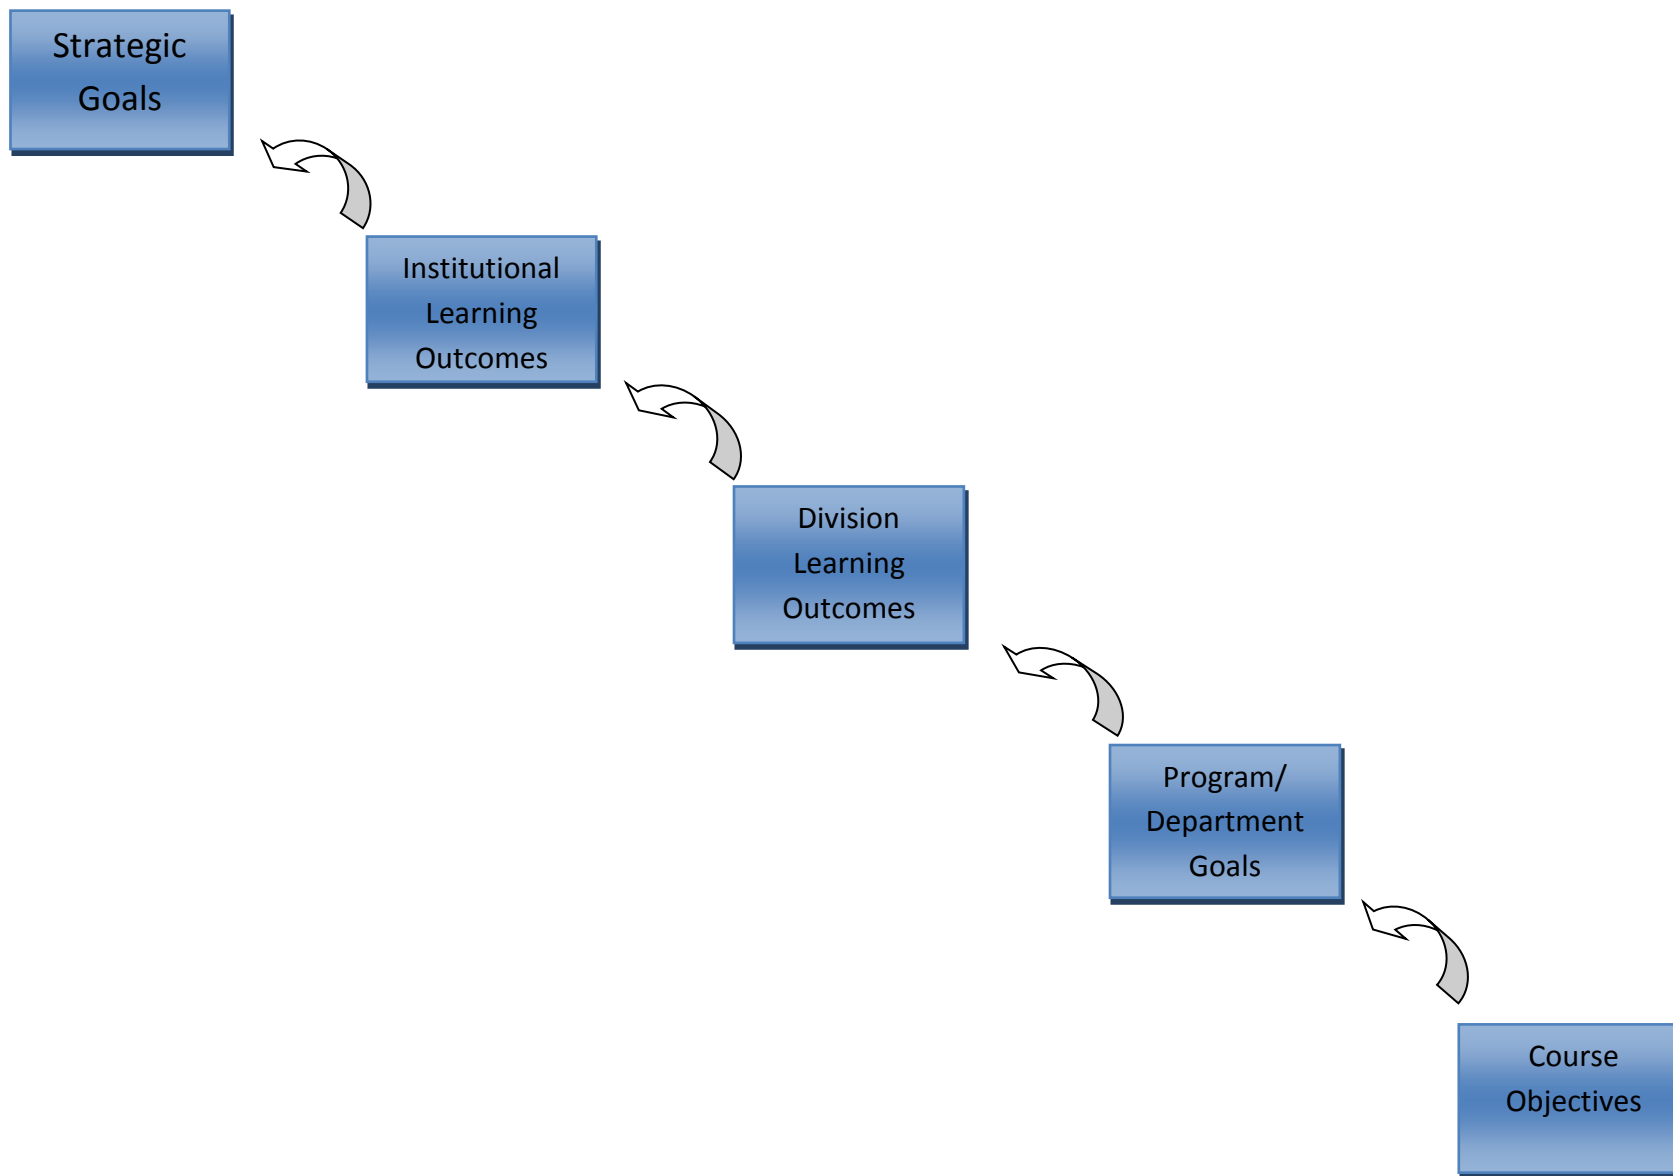 Strategic
Goals
Institutional
Learning
Outcomes
Division
Learning
Outcomes
Program/
Department
Goals
Course
Objectives